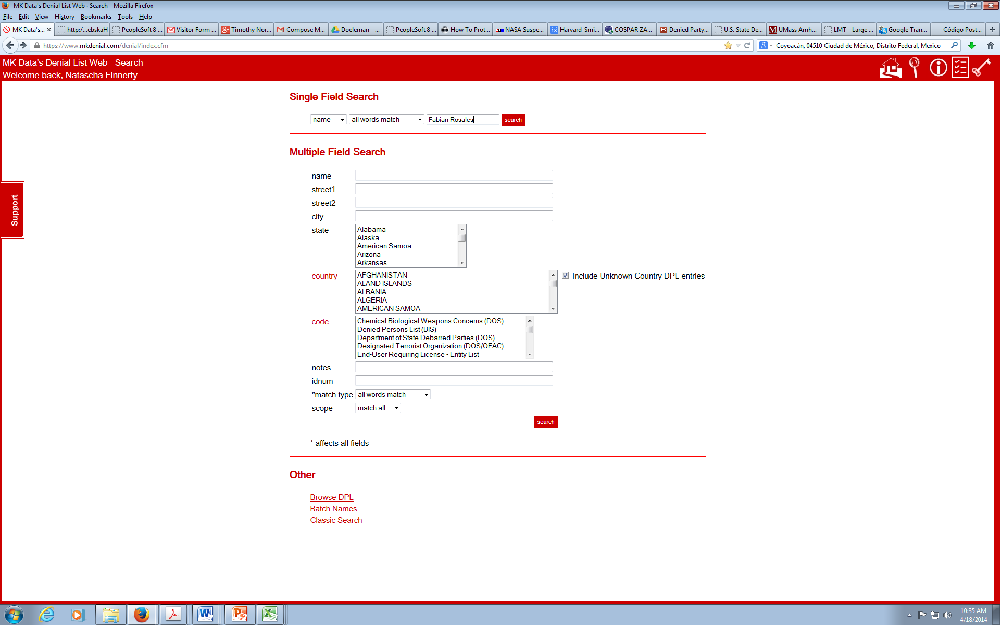 MK Data's Denial List Web · Search - Mozilla Firefox
File Edit View History Bookmarks Tools Help
MK Data's... http:/...ebskaH PeopleSoft 8 ... Visitor Form ... Timothy Nor... Compose M... Doeleman - ... PeopleSoft 8 ... How To Prot... NASA Suspe... Harvard-Smi... COSPAR ZA... Denied Party... U.S. State De... UMass Amh... LMT - Large ... Google Tran... Código Post...
https://www.mkdenial.com/denial/index.cfm Coyoacán, 04510 Ciudad de México, Distrito Federal, Mexico
MK Data's Denial List Web · Search
Welcome back, Natascha Finnerty
Single Field Search
name all words match Fabian Rosales search
Multiple Field Search
name
street1
street2
city
state
Alabama
Alaska
American Samoa
Arizona
Arkansas
country
AFGHANISTAN
ALAND ISLANDS
ALBANIA
ALGERIA
AMERICAN SAMOA
Include Unknown Country DPL entries
code
Chemical Biological Weapons Concerns (DOS)
Denied Persons List (BIS)
Department of State Debarred Parties (DOS)
Designated Terrorist Organization (DOS/OFAC)
End-User Requiring License - Entity List
notes
idnum
*match type all words match
scope match all
search
* affects all fields
Other
Browse DPL
Batch Names
Classic Search
Support
10:35 AM
4/18/2014